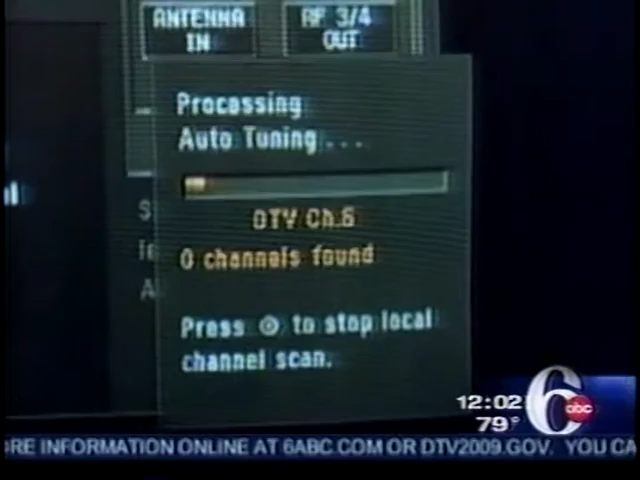 ANTENNA
IN
RF 3/4
OUT
Processing
Auto Tuning...
DTV Ch.6
0 channels found
Press to stop local
channel scan.
12:02
79°
6
abc
ORE INFORMATION ONLINE AT 6ABC.COM OR DTV2009.GOV. YOU CA